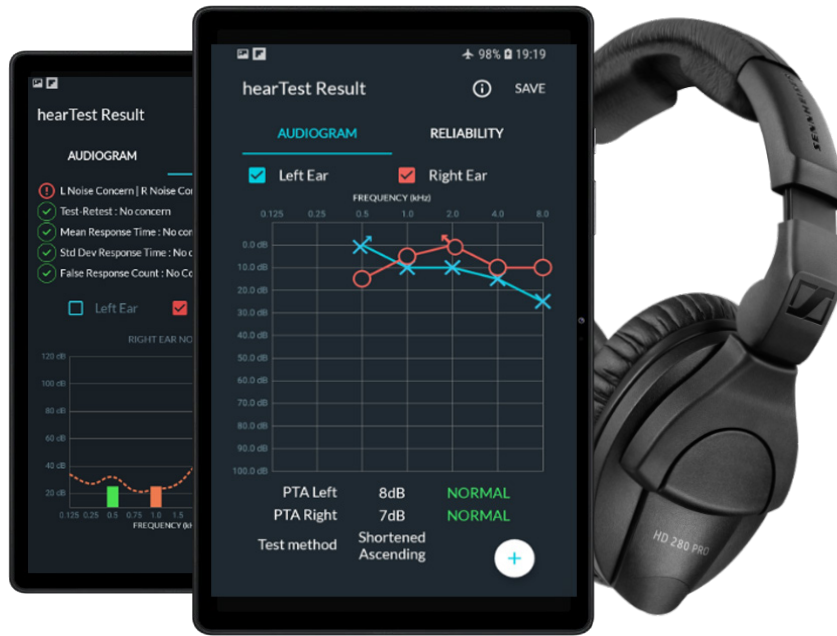 hearTest Result
AUDIOGRAM
L Noise Concern | R Noise Co
Test-Retest : No concern
Mean Response Time : No co
Std Dev Response Time : No c
False Response Count : No C
Left Ear
RIGHT EAR NO
120 dB
100 dB
80 dB
60 dB
40 dB
20 dB
0.125 0.25 0.5 0.75 1.0 1.5
FREQUENCY (k
98% 19:19
hearTest Result SAVE
AUDIOGRAM RELIABILITY
Left Ear Right Ear
FREQUENCY (kHz)
0.125 0.25 0.5 1.0 2.0 4.0 8.0
0.0 dB
10.0 dB
20.0 dB
30.0 dB
40.0 dB
50.0 dB
60.0 dB
70.0 dB
80.0 dB
90.0 dB
100.0 dB
PTA Left 8dB NORMAL
PTA Right 7dB NORMAL
Test method Shortened
Ascending
SENNHEISER
HD 280 PRO